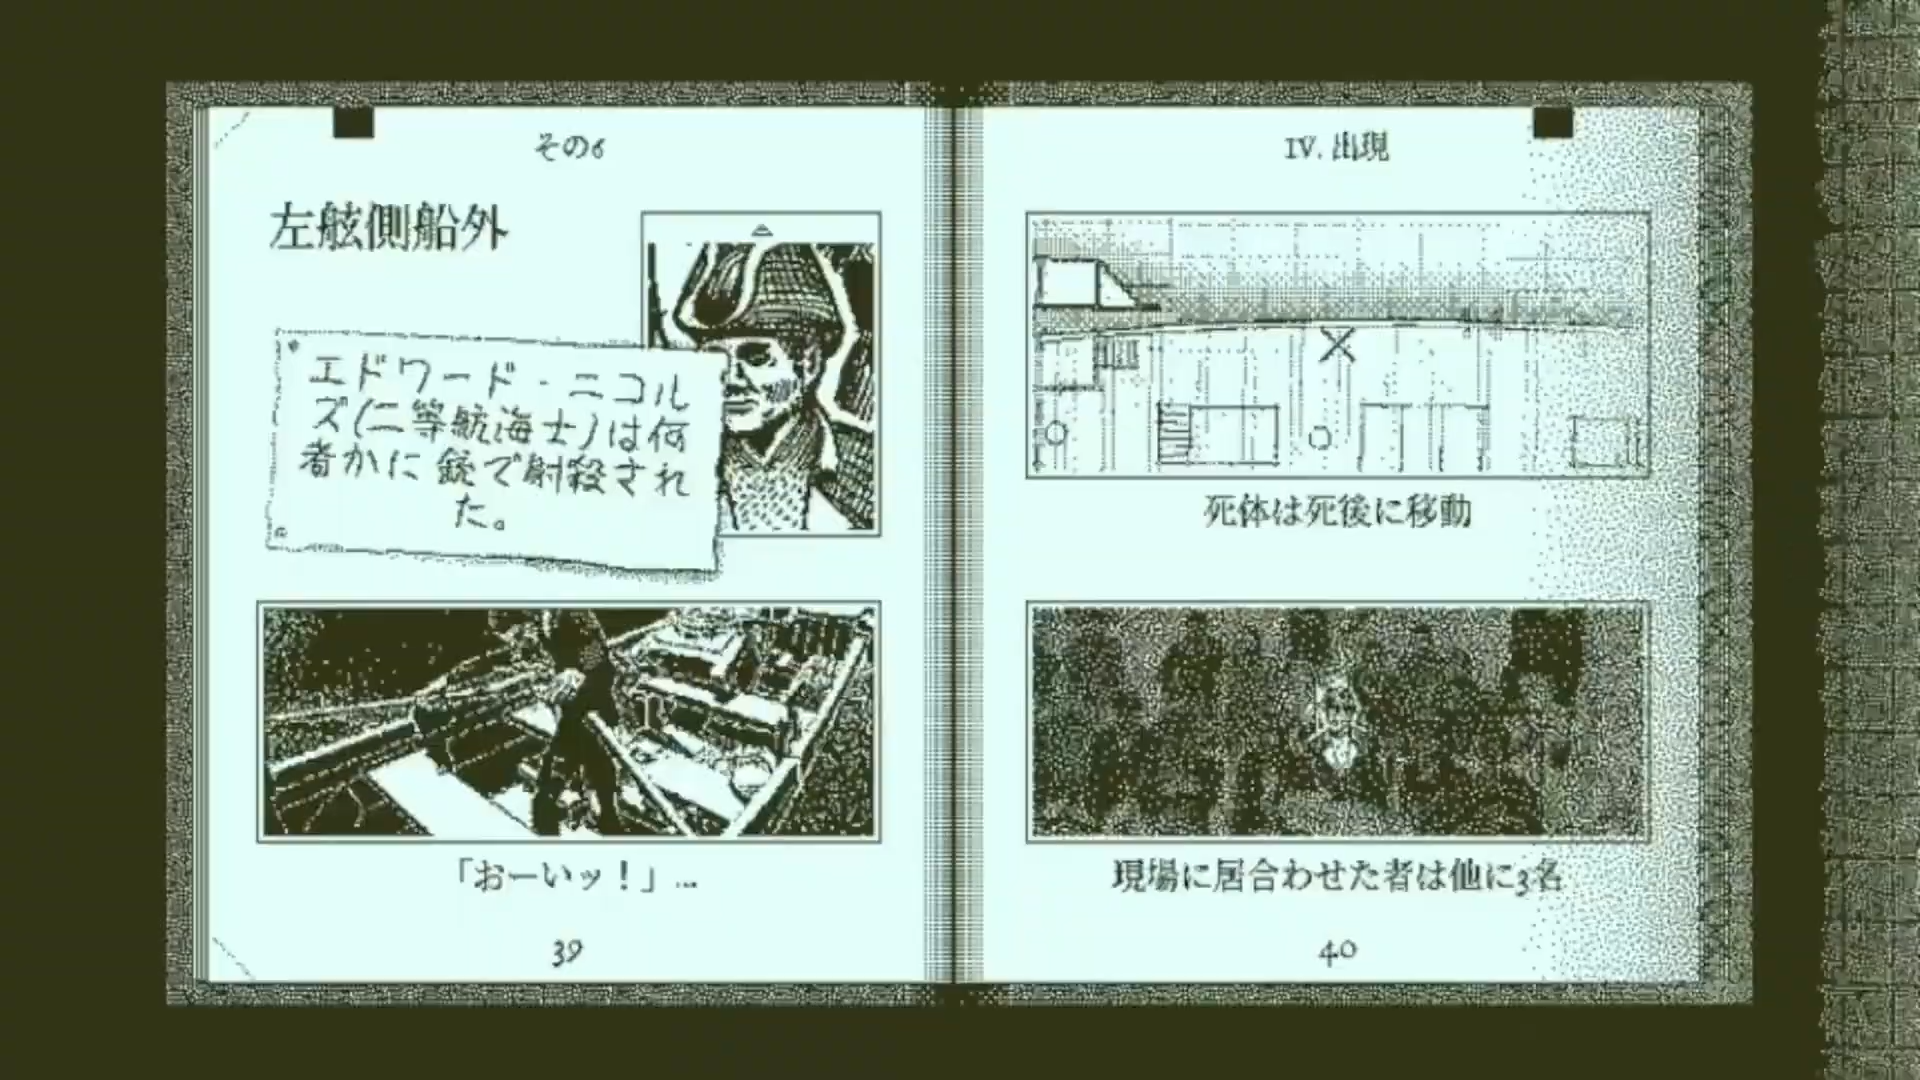 その6
左舷側船外
エドワード・ニコル
ズ(二等航海士)は何
者かに銃で射殺され
た。
「おーいッ!」...
39
IV. 出現
死体は死後に移動
現場に居合わせた者は他に3名
40